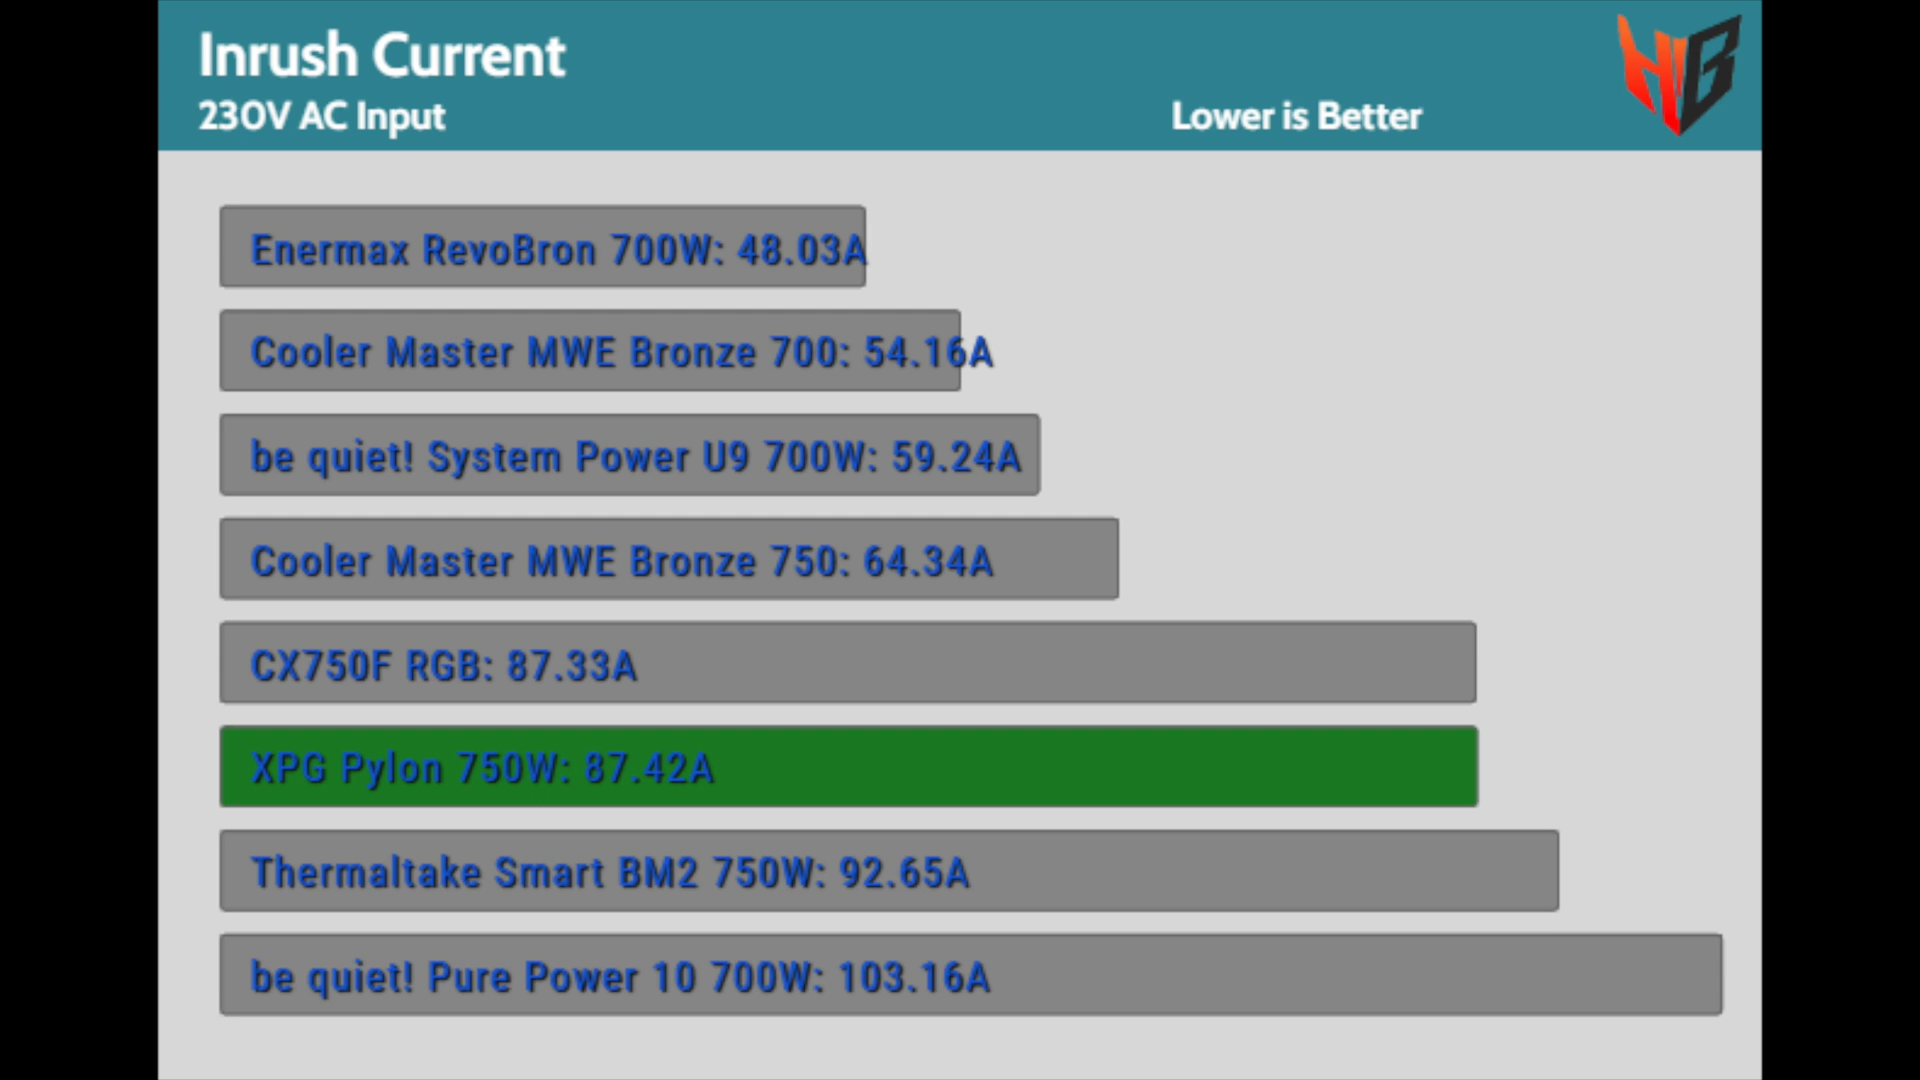 Inrush Current
230V AC Input
Lower is Better
HB
Enermax RevoBron 700W: 48.03A
Cooler Master MWE Bronze 700: 54.16A
be quiet! System Power U9 700W: 59.24A
Cooler Master MWE Bronze 750: 64.34A
CX750F RGB: 87.33A
XPG Pylon 750W: 87.42A
Thermaltake Smart BM2 750W: 92.65A
be quiet! Pure Power 10 700W: 103.16A